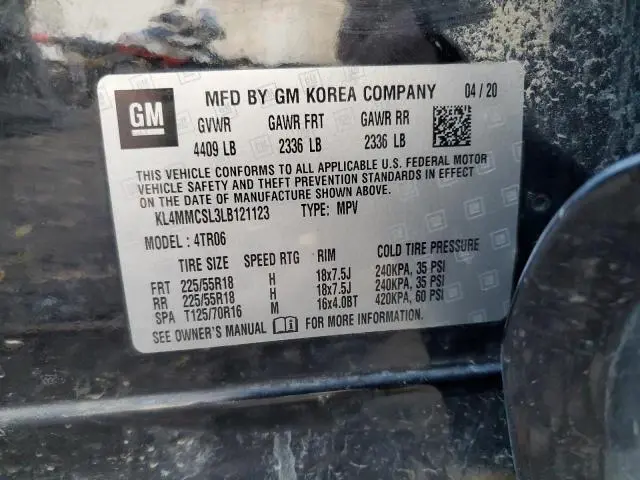 GM
MFD BY GM KOREA COMPANY 04/20
GVWR GAWR FRT GAWR RR
4409 LB 2336 LB 2336 LB
THIS VEHICLE CONFORMS TO ALL APPLICABLE U.S. FEDERAL MOTOR
VEHICLE SAFETY AND THEFT PREVENTION STANDARDS IN EFFECT ON
THE DATE OF MANUFACTURE SHOWN ABOVE.
KL4MMCSL3LB121123 TYPE: MPV
MODEL: 4TR06
TIRE SIZE SPEED RTG RIM COLD TIRE PRESSURE
FRT 225/55R18 H 18x7.5J 240KPA, 35 PSI
RR 225/55R18 H 18x7.5J 240KPA, 35 PSI
SPA T125/70R16 M 16x4.0BT 420KPA, 60 PSI
SEE OWNER'S MANUAL FOR MORE INFORMATION